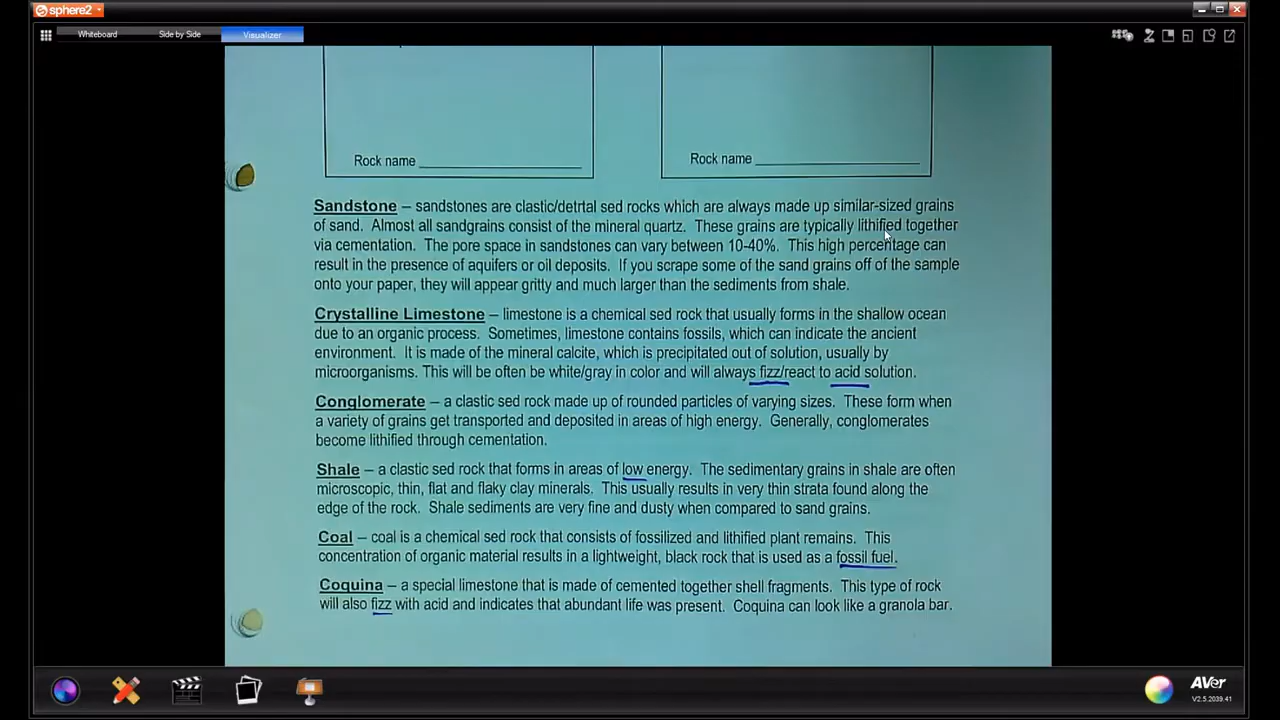 sphere2
Whiteboard Side by Side Visualizer
Rock name Rock name
Sandstone – sandstones are clastic/detrtal sed rocks which are always made up similar-sized grains
of sand. Almost all sandgrains consist of the mineral quartz. These grains are typically lithified together
via cementation. The pore space in sandstones can vary between 10-40%. This high percentage can
result in the presence of aquifers or oil deposits. If you scrape some of the sand grains off of the sample
onto your paper, they will appear gritty and much larger than the sediments from shale.
Crystalline Limestone – limestone is a chemical sed rock that usually forms in the shallow ocean
due to an organic process. Sometimes, limestone contains fossils, which can indicate the ancient
environment. It is made of the mineral calcite, which is precipitated out of solution, usually by
microorganisms. This will be often be white/gray in color and will always fizz/react to acid solution.
Conglomerate – a clastic sed rock made up of rounded particles of varying sizes. These form when
a variety of grains get transported and deposited in areas of high energy. Generally, conglomerates
become lithified through cementation.
Shale – a clastic sed rock that forms in areas of low energy. The sedimentary grains in shale are often
microscopic, thin, flat and flaky clay minerals. This usually results in very thin strata found along the
edge of the rock. Shale sediments are very fine and dusty when compared to sand grains.
Coal – coal is a chemical sed rock that consists of fossilized and lithified plant remains. This
concentration of organic material results in a lightweight, black rock that is used as a fossil fuel.
Coquina – a special limestone that is made of cemented together shell fragments. This type of rock
will also fizz with acid and indicates that abundant life was present. Coquina can look like a granola bar.
AVer
V2.5.2039.41